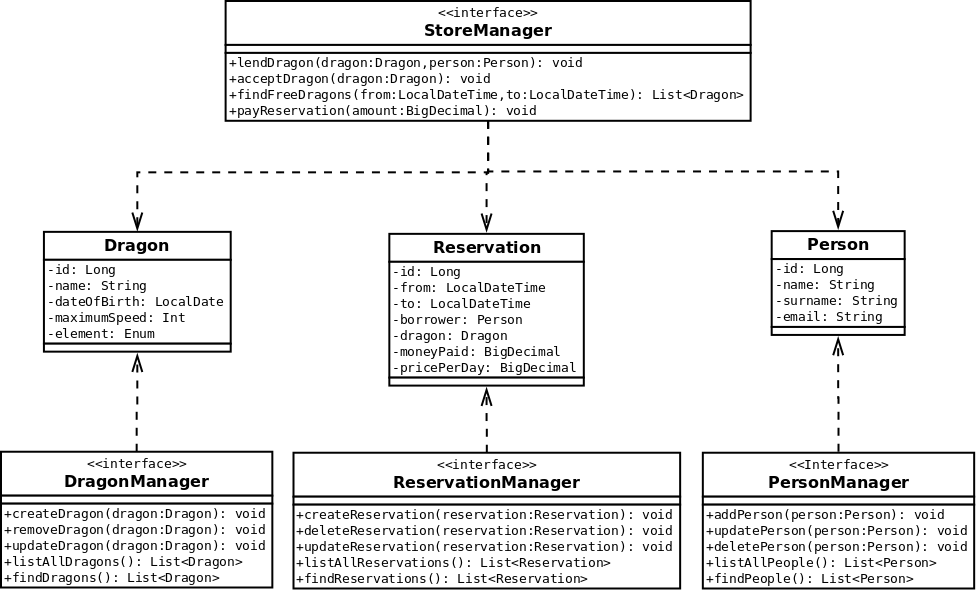 <<interface>>
StoreManager
+lendDragon(dragon:Dragon,person:Person): void
+acceptDragon(dragon:Dragon): void
+findFreeDragons(from:LocalDateTime,to:LocalDateTime): List<Dragon>
+payReservation(amount:BigDecimal): void
Dragon
-id: Long
-name: String
-dateOfBirth: LocalDate
-maximumSpeed: Int
-element: Enum
Reservation
-id: Long
-from: LocalDateTime
-to: LocalDateTime
-borrower: Person
-dragon: Dragon
-moneyPaid: BigDecimal
-pricePerDay: BigDecimal
Person
-id: Long
-name: String
-surname: String
-email: String
<<interface>>
DragonManager
+createDragon(dragon:Dragon): void
+removeDragon(dragon:Dragon): void
+updateDragon(dragon:Dragon): void
+listAllDragons(): List<Dragon>
+findDragons(): List<Dragon>
<<interface>>
ReservationManager
+createReservation(reservation:Reservation): void
+deleteReservation(reservation:Reservation): void
+updateReservation(reservation:Reservation): void
+listAllReservations(): List<Reservation>
+findReservations(): List<Reservation>
<<Interface>>
PersonManager
+addPerson(person:Person): void
+updatePerson(person:Person): void
+deletePerson(person:Person): void
+listAllPeople(): List<Person>
+findPeople(): List<Person>